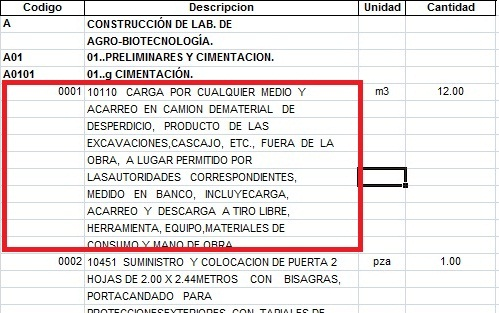 Codigo Descripcion Unidad Cantidad
A CONSTRUCCIÓN DE LAB. DE
AGRO-BIOTECNOLOGÍA.
A01 01..PRELIMINARES Y CIMENTACION.
A0101 01..g CIMENTACIÓN.
0001 10110 CARGA POR CUALQUIER MEDIO Y m3 12.00
ACARREO EN CAMION DEMATERIAL DE
DESPERDICIO, PRODUCTO DE LAS
EXCAVACIONES,CASCAJO, ETC., FUERA DE LA
OBRA, A LUGAR PERMITIDO POR
LASAUTORIDADES CORRESPONDIENTES,
MEDIDO EN BANCO, INCLUYECARGA,
ACARREO Y DESCARGA A TIRO LIBRE,
HERRAMIENTA, EQUIPO,MATERIALES DE
CONSUMO Y MANO DE OBRA
0002 10451 SUMINISTRO Y COLOCACION DE PUERTA 2 pza 1.00
HOJAS DE 2.00 X 2.44METROS CON BISAGRAS,
PORTACANDADO PARA
PROTECCIONESEXTERIORES CON TAPIALES DE